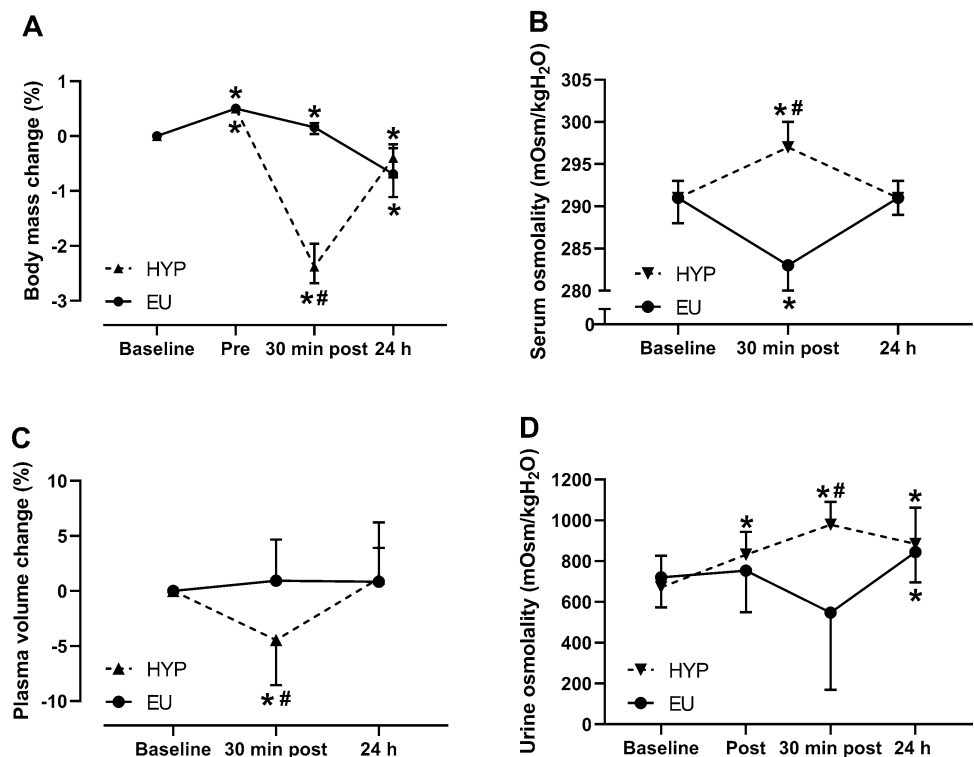 A
Body mass change (%)
1
0
-1
-2
-3
*
*
*
*
*
*#
HYP
EU
Baseline Pre 30 min post 24 h
B
Serum osmolality (mOsm/kgH₂O)
305
300
295
290
285
280
0
*#
*
HYP
EU
Baseline 30 min post 24 h
C
Plasma volume change (%)
10
5
0
-5
-10
*#
HYP
EU
Baseline 30 min post 24 h
D
Urine osmolality (mOsm/kgH₂O)
1200
1000
800
600
400
200
0
*
*#
*
*
HYP
EU
Baseline Post 30 min post 24 h